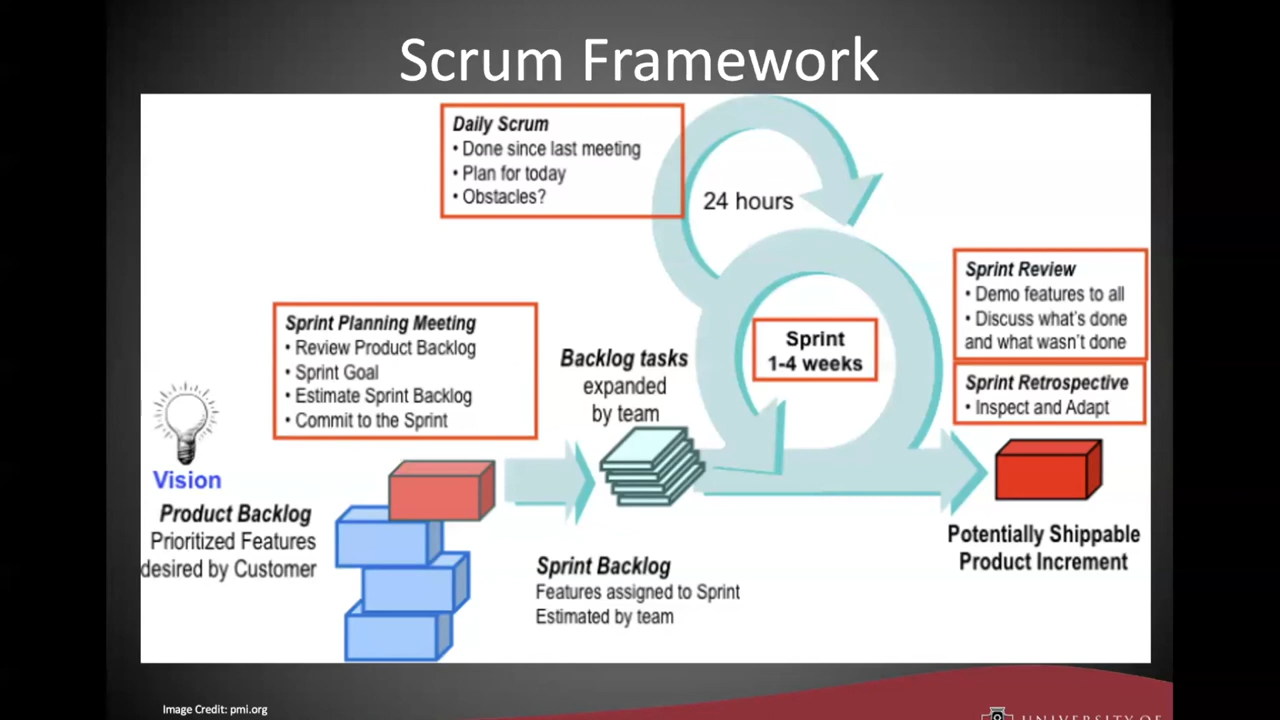 Scrum Framework
Daily Scrum
• Done since last meeting
• Plan for today
• Obstacles?
24 hours
Sprint Planning Meeting
• Review Product Backlog
• Sprint Goal
• Estimate Sprint Backlog
• Commit to the Sprint
Backlog tasks
expanded
by team
Sprint
1-4 weeks
Sprint Review
• Demo features to all
• Discuss what's done
and what wasn't done
Sprint Retrospective
• Inspect and Adapt
Vision
Product Backlog
Prioritized Features
desired by Customer
Sprint Backlog
Features assigned to Sprint
Estimated by team
Potentially Shippable
Product Increment
Image Credit: pmi.org
UNIVERSITY OF